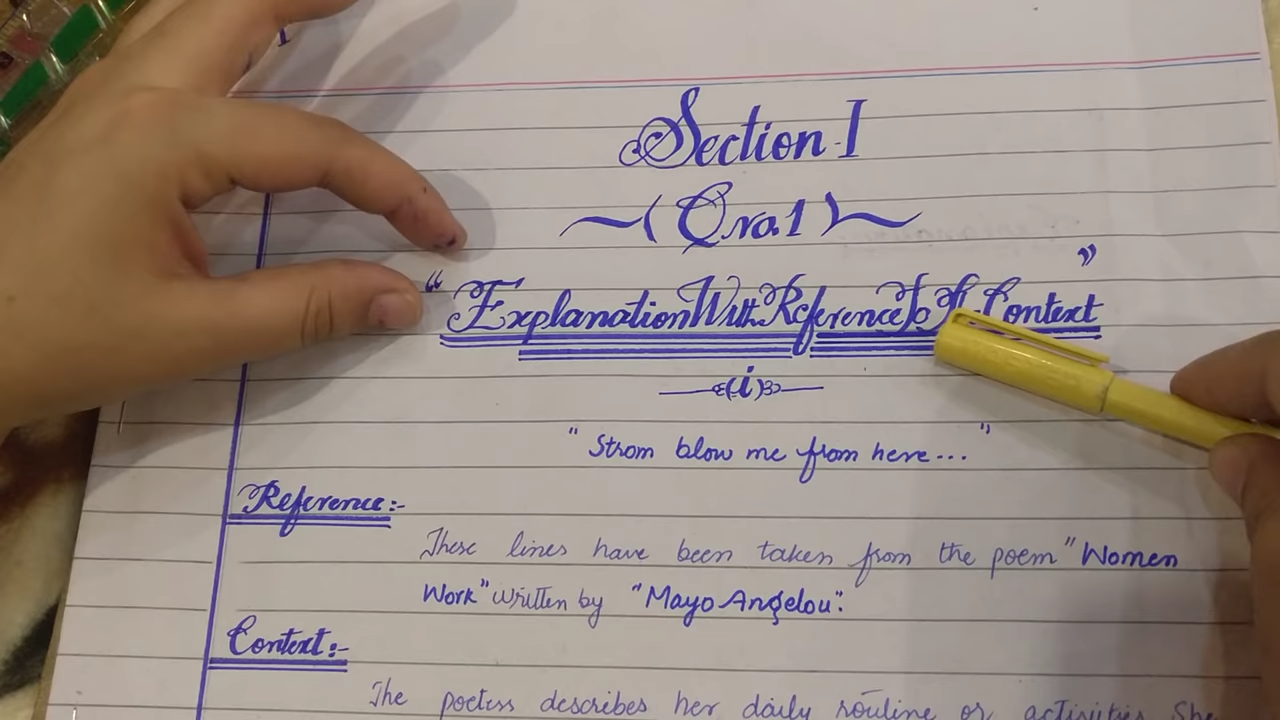 Section-I
(Q.no.1)
"Explanation With Reference To Context"
(i)
"Strom blow me from here..."
Reference:-
These lines have been taken from the poem "Women
Work" written by "Mayo Angelou".
Context:-
The poetess describes her daily routine or activities. She